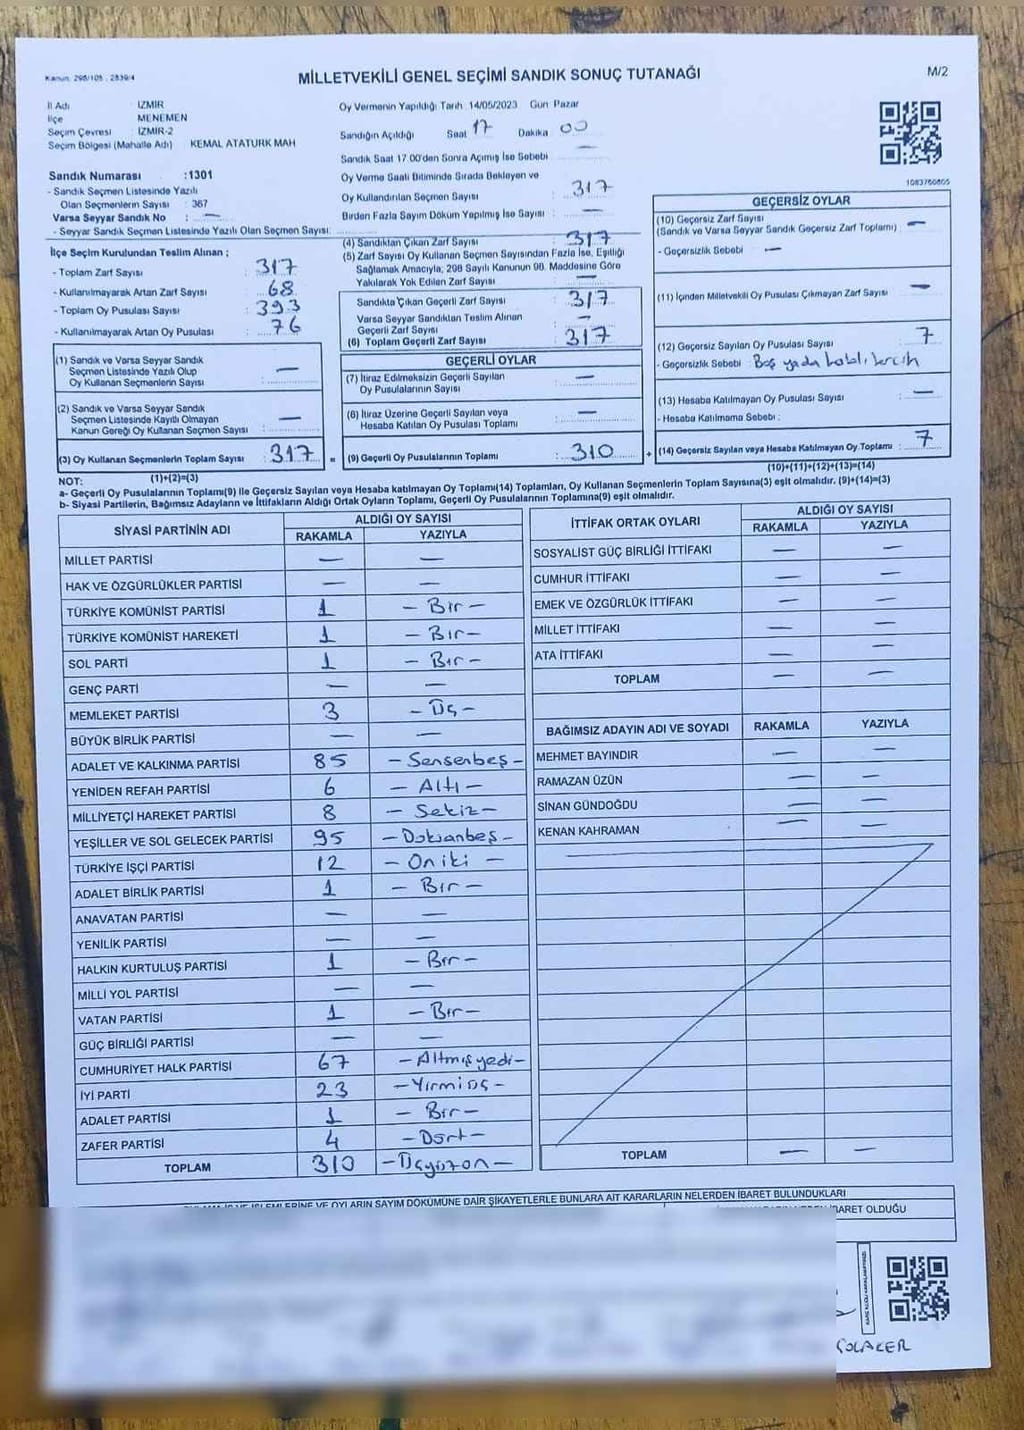 Kanun: 298/105 , 2839/4
MİLLETVEKİLİ GENEL SEÇİMİ SANDIK SONUÇ TUTANAĞI
M/2
İl Adı İZMİR
İlçe MENEMEN
Seçim Çevresi : İZMİR-2
Seçim Bölgesi (Mahalle Adı) KEMAL ATATÜRK MAH
Oy Vermenin Yapıldığı Tarih 14/05/2023 Gün Pazar
Sandığın Açıldığı Saat 17 Dakika 00
Sandık Saat 17.00'den Sonra Açımış İse Sebebi —
Oy Verme Saati Bitiminde Sırada Bekleyen ve
Oy Kullandırılan Seçmen Sayısı 317
Birden Fazla Sayım Döküm Yapılmış İse Sayısı —
Sandık Numarası :1301
- Sandık Seçmen Listesinde Yazılı
Olan Seçmenlerin Sayısı : 367
Varsa Seyyar Sandık No : —
- Seyyar Sandık Seçmen Listesinde Yazılı Olan Seçmen Sayısı:
İlçe Seçim Kurulundan Teslim Alınan ;
- Toplam Zarf Sayısı : 317
- Kullanılmayarak Artan Zarf Sayısı : 68
- Toplam Oy Pusulası Sayısı : 393
- Kullanılmayarak Artan Oy Pusulası : 76
(1) Sandık ve Varsa Seyyar Sandık
Seçmen Listesinde Yazılı Olup
Oy Kullanan Seçmenlerin Sayısı : —
(2) Sandık ve Varsa Seyyar Sandık
Seçmen Listesinde Kayıtlı Olmayan
Kanun Gereği Oy Kullanan Seçmen Sayısı : —
(3) Oy Kullanan Seçmenlerin Toplam Sayısı : 317 =
(1)+(2)=(3)
(4) Sandıktan Çıkan Zarf Sayısı : 317
(5) Zarf Sayısı Oy Kullanan Seçmen Sayısından Fazla İse, Eşitliği
Sağlamak Amacıyla; 298 Sayılı Kanunun 98. Maddesine Göre
Yakılarak Yok Edilen Zarf Sayısı : —
Sandıkta Çıkan Geçerli Zarf Sayısı : 317
Varsa Seyyar Sandıktan Teslim Alınan
Geçerli Zarf Sayısı : —
(6) Toplam Geçerli Zarf Sayısı : 317
GEÇERLİ OYLAR
(7) İtiraz Edilmeksizin Geçerli Sayılan
Oy Pusulalarının Sayısı : —
(8) İtiraz Üzerine Geçerli Sayılan veya
Hesaba Katılan Oy Pusulası Toplamı : —
(9) Geçerli Oy Pusulalarının Toplamı : 310 +
1083760805
GEÇERSİZ OYLAR
(10) Geçersiz Zarf Sayısı
(Sandık ve Varsa Seyyar Sandık Geçersiz Zarf Toplamı) : —
- Geçersizlik Sebebi : —
(11) İçinden Milletvekili Oy Pusulası Çıkmayan Zarf Sayısı : —
(12) Geçersiz Sayılan Oy Pusulası Sayısı : 7
- Geçersizlik Sebebi : Boş yada hatalı tercih
(13) Hesaba Katılmayan Oy Pusulası Sayısı : —
- Hesaba Katılmama Sebebi :
(14) Geçersiz Sayılan veya Hesaba Katılmayan Oy Toplamı : 7
(10)+(11)+(12)+(13)=(14)
NOT:
a- Geçerli Oy Pusulalarının Toplamı(9) ile Geçersiz Sayılan veya Hesaba katılmayan Oy Toplamı(14) Toplamları, Oy Kullanan Seçmenlerin Toplam Sayısına(3) eşit olmalıdır. (9)+(14)=(3)
b- Siyasi Partilerin, Bağımsız Adayların ve İttifakların Aldığı Ortak Oyların Toplamı, Geçerli Oy Pusulalarının Toplamına(9) eşit olmalıdır.
SİYASİ PARTİNİN ADI ALDIĞI OY SAYISI
RAKAMLA YAZIYLA
MİLLET PARTİSİ — —
HAK VE ÖZGÜRLÜKLER PARTİSİ — —
TÜRKİYE KOMÜNİST PARTİSİ 1 – Bir –
TÜRKİYE KOMÜNİST HAREKETİ 1 – Bir –
SOL PARTİ 1 – Bir –
GENÇ PARTİ — —
MEMLEKET PARTİSİ 3 – Üç –
BÜYÜK BİRLİK PARTİSİ — —
ADALET VE KALKINMA PARTİSİ 85 – Senserbeş –
YENİDEN REFAH PARTİSİ 6 – Altı –
MİLLİYETÇİ HAREKET PARTİSİ 8 – Sekiz –
YEŞİLLER VE SOL GELECEK PARTİSİ 95 – Doksanbeş –
TÜRKİYE İŞÇİ PARTİSİ 12 – On iki –
ADALET BİRLİK PARTİSİ 1 – Bir –
ANAVATAN PARTİSİ — —
YENİLİK PARTİSİ — —
HALKIN KURTULUŞ PARTİSİ 1 – Bir –
MİLLİ YOL PARTİSİ — —
VATAN PARTİSİ 1 – Bir –
GÜÇ BİRLİĞİ PARTİSİ — —
CUMHURİYET HALK PARTİSİ 67 – Altmışyedi –
İYİ PARTİ 23 – Yirmiüç –
ADALET PARTİSİ 1 – Bir –
ZAFER PARTİSİ 4 – Dört –
TOPLAM 310 – Üçyüzon –
İTTİFAK ORTAK OYLARI ALDIĞI OY SAYISI
RAKAMLA YAZIYLA
SOSYALİST GÜÇ BİRLİĞİ İTTİFAKI — —
CUMHUR İTTİFAKI — —
EMEK VE ÖZGÜRLÜK İTTİFAKI — —
MİLLET İTTİFAKI — —
ATA İTTİFAKI — —
TOPLAM — —
BAĞIMSIZ ADAYIN ADI VE SOYADI RAKAMLA YAZIYLA
MEHMET BAYINDIR — —
RAMAZAN ÜZÜN — —
SİNAN GÜNDOĞDU — —
KENAN KAHRAMAN — —
TOPLAM — —
İŞLEMLERİNE VE OYLARIN SAYIM DÖKÜMÜNE DAİR ŞİKAYETLERLE BUNLARA AİT KARARLARIN NELERDEN İBARET BULUNDUKLARI
İBARET OLDUĞU
ÇOLAKER